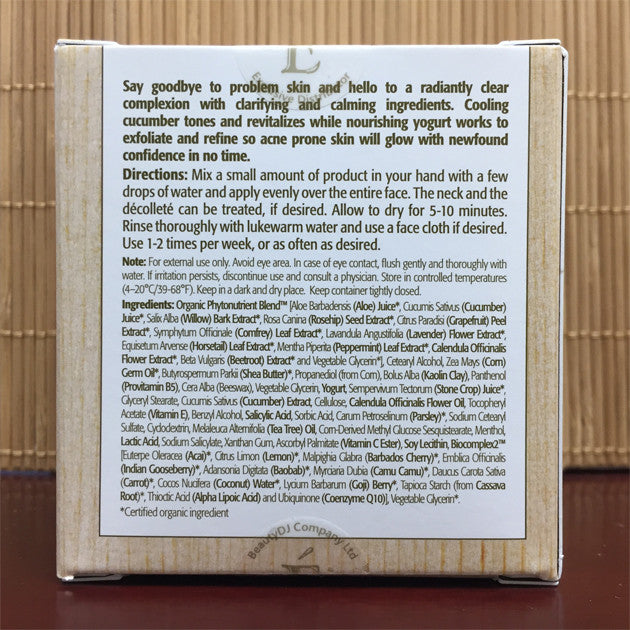 E
Exclusive Distributor
Say goodbye to problem skin and hello to a radiantly clear
complexion with clarifying and calming ingredients. Cooling
cucumber tones and revitalizes while nourishing yogurt works to
exfoliate and refine so acne prone skin will glow with newfound
confidence in no time.
Directions: Mix a small amount of product in your hand with a few
drops of water and apply evenly over the entire face. The neck and the
décolleté can be treated, if desired. Allow to dry for 5-10 minutes.
Rinse thoroughly with lukewarm water and use a face cloth if desired.
Use 1-2 times per week, or as often as desired.
Note: For external use only. Avoid eye area. In case of eye contact, flush gently and thoroughly with
water. If irritation persists, discontinue use and consult a physician. Store in controlled temperatures
(4–20°C/39-68°F). Keep in a dark and dry place. Keep container tightly closed.
Ingredients: Organic Phytonutrient Blend™ [Aloe Barbadensis (Aloe) Juice*, Cucumis Sativus (Cucumber)
Juice*, Salix Alba (Willow) Bark Extract*, Rosa Canina (Rosehip) Seed Extract*, Citrus Paradisi (Grapefruit) Peel
Extract*, Symphytum Officinale (Comfrey) Leaf Extract*, Lavandula Angustifolia (Lavender) Flower Extract*,
Equisetum Arvense (Horsetail) Leaf Extract*, Mentha Piperita (Peppermint) Leaf Extract*, Calendula Officinalis
Flower Extract*, Beta Vulgaris (Beetroot) Extract* and Vegetable Glycerin*], Cetearyl Alcohol, Zea Mays (Corn)
Germ Oil*, Butyrospermum Parkii (Shea Butter)*, Propanediol (from Corn), Bolus Alba (Kaolin Clay), Panthenol
(Provitamin B5), Cera Alba (Beeswax), Vegetable Glycerin, Yogurt, Sempervivum Tectorum (Stone Crop) Juice*,
Glyceryl Stearate, Cucumis Sativus (Cucumber) Extract, Cellulose, Calendula Officinalis Flower Oil, Tocopheryl
Acetate (Vitamin E), Benzyl Alcohol, Salicylic Acid, Sorbic Acid, Carum Petroselinum (Parsley)*, Sodium Cetearyl
Sulfate, Cyclodextrin, Melaleuca Alternifolia (Tea Tree) Oil, Corn-Derived Methyl Glucose Sesquistearate, Menthol,
Lactic Acid, Sodium Salicylate, Xanthan Gum, Ascorbyl Palmitate (Vitamin C Ester), Soy Lecithin, Biocomplex2™
[Euterpe Oleracea (Acai)*, Citrus Limon (Lemon)*, Malpighia Glabra (Barbados Cherry)*, Emblica Officinalis
(Indian Gooseberry)*, Adansonia Digitata (Baobab)*, Myrciaria Dubia (Camu Camu)*, Daucus Carota Sativa
(Carrot)*, Cocos Nucifera (Coconut) Water*, Lycium Barbarum (Goji) Berry*, Tapioca Starch (from Cassava
Root)*, Thioctic Acid (Alpha Lipoic Acid) and Ubiquinone (Coenzyme Q10)], Vegetable Glycerin*.
*Certified organic ingredient
BeautyDJ Company Ltd